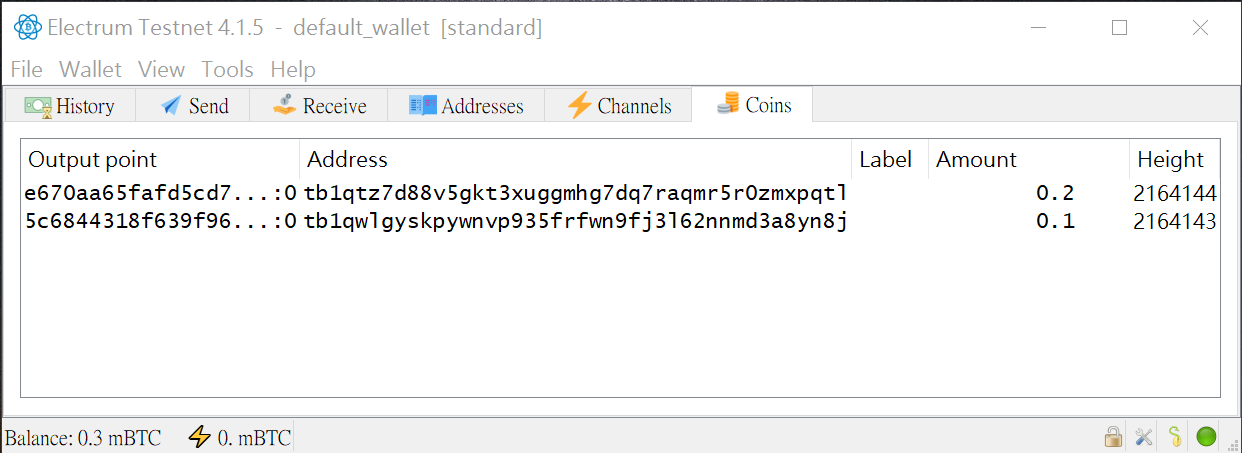 Electrum Testnet 4.1.5 - default_wallet [standard]
File Wallet View Tools Help
History Send Receive Addresses Channels Coins
Output point Address Label Amount Height
e670aa65fafd5cd7...:0 tb1qtz7d88v5gkt3xuggmhg7dq7raqmr5r0zmxpqtl 0.2 2164144
5c6844318f639f96...:0 tb1qwlgyskpywnvp935frfwn9fj3l62nnmd3a8yn8j 0.1 2164143
Balance: 0.3 mBTC 0. mBTC